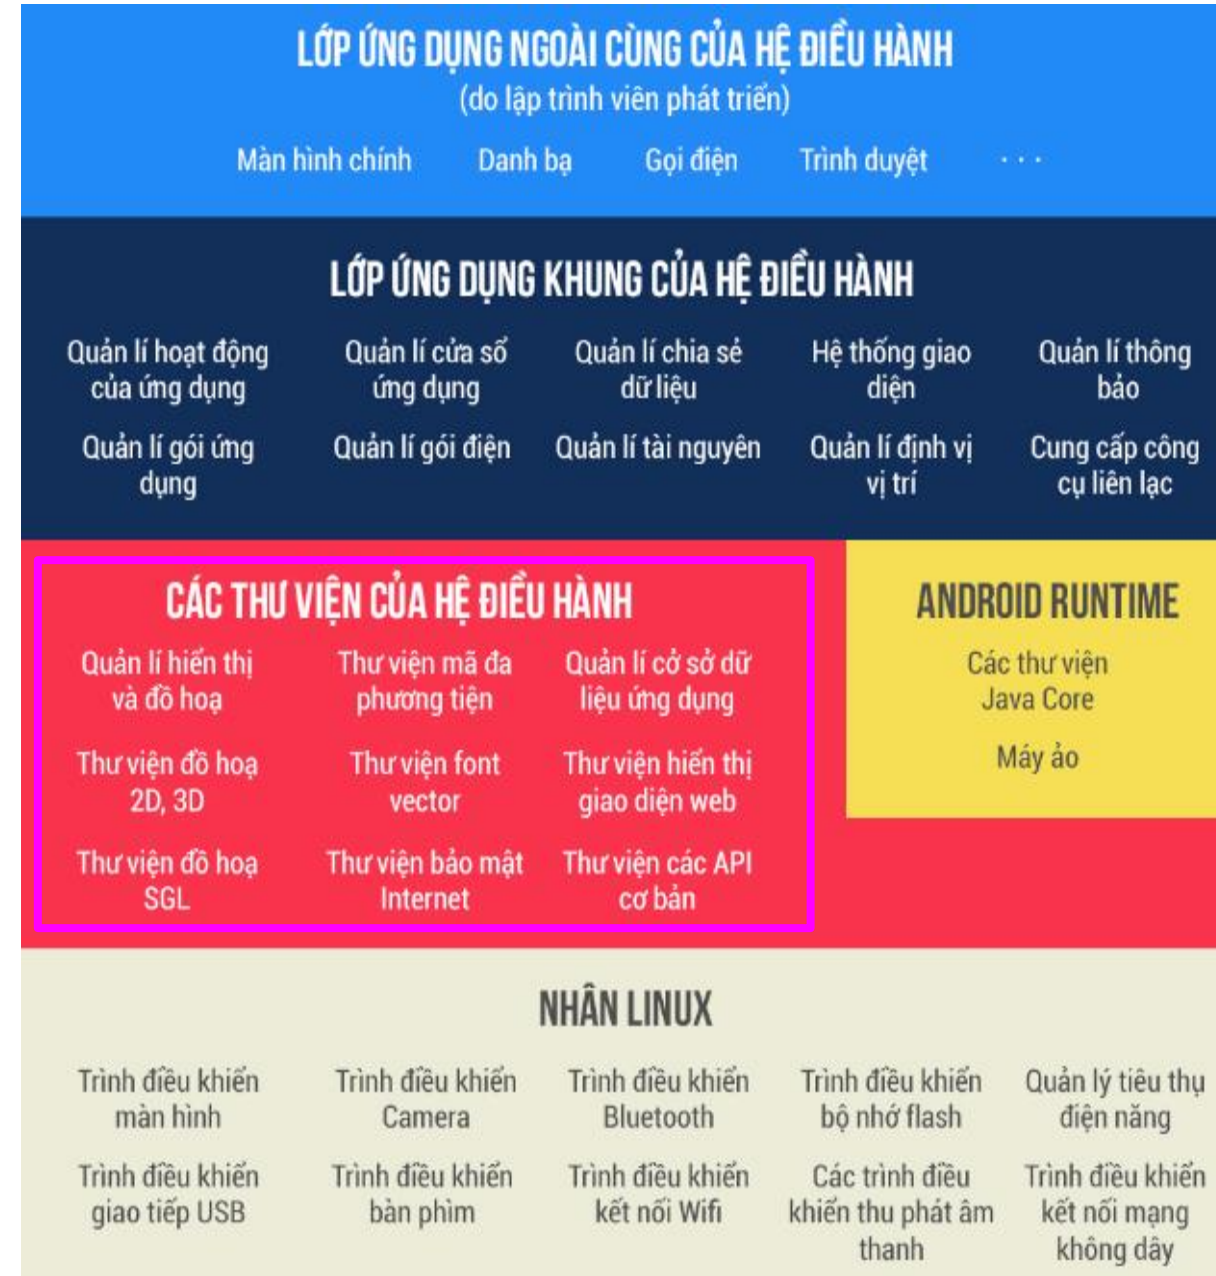 LỚP ỨNG DỤNG NGOÀI CÙNG CỦA HỆ ĐIỀU HÀNH
(do lập trình viên phát triển)
Màn hình chính Danh bạ Gọi điện Trình duyệt . . .
LỚP ỨNG DỤNG KHUNG CỦA HỆ ĐIỀU HÀNH
Quản lí hoạt động
của ứng dụng
Quản lí cửa sổ
ứng dụng
Quản lí chia sẻ
dữ liệu
Hệ thống giao
diện
Quản lí thông
báo
Quản lí gói ứng
dụng
Quản lí gói điện
Quản lí tài nguyên
Quản lí định vị
vị trí
Cung cấp công
cụ liên lạc
CÁC THƯ VIỆN CỦA HỆ ĐIỀU HÀNH
Quản lí hiển thị
và đồ hoạ
Thư viện mã đa
phương tiện
Quản lí cở sở dữ
liệu ứng dụng
Thư viện đồ hoạ
2D, 3D
Thư viện font
vector
Thư viện hiển thị
giao diện web
Thư viện đồ hoạ
SGL
Thư viện bảo mật
Internet
Thư viện các API
cơ bản
ANDROID RUNTIME
Các thư viện
Java Core
Máy ảo
NHÂN LINUX
Trình điều khiển
màn hình
Trình điều khiển
Camera
Trình điều khiển
Bluetooth
Trình điều khiển
bộ nhớ flash
Quản lý tiêu thụ
điện năng
Trình điều khiển
giao tiếp USB
Trình điều khiển
bàn phìm
Trình điều khiển
kết nối Wifi
Các trình điều
khiển thu phát âm
thanh
Trình điều khiển
kết nối mạng
không dây